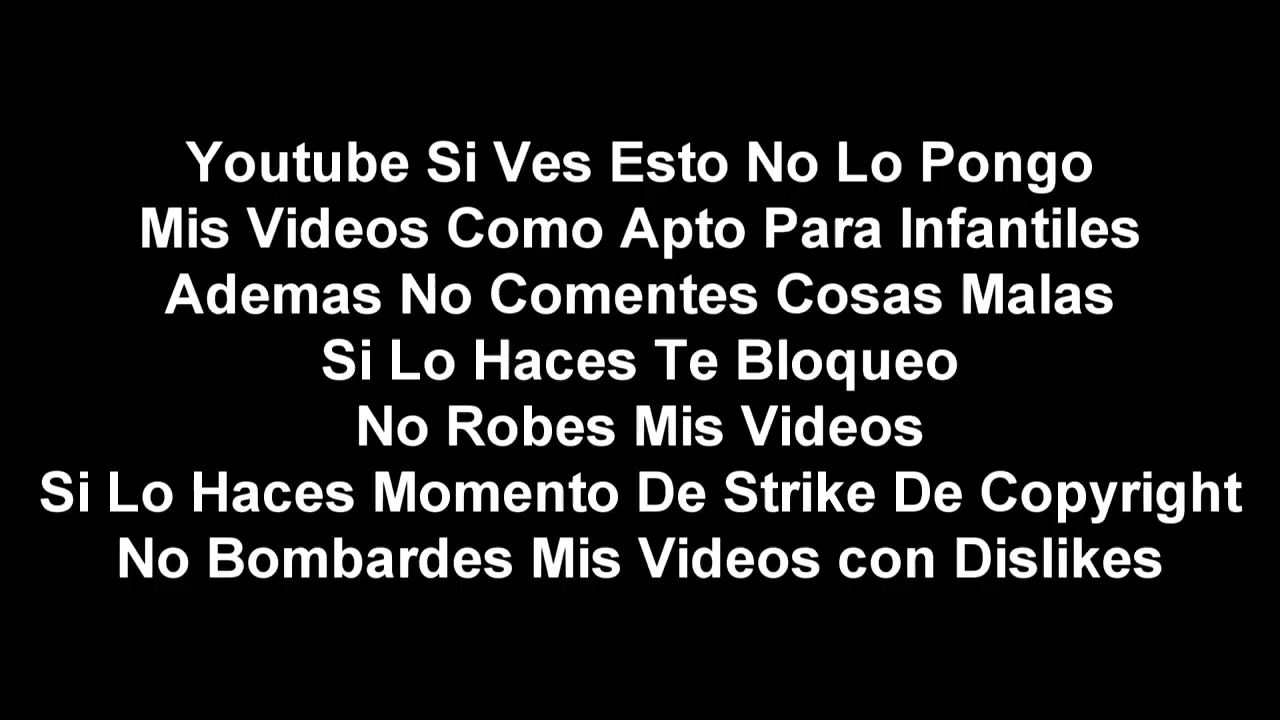 Youtube Si Ves Esto No Lo Pongo
Mis Videos Como Apto Para Infantiles
Ademas No Comentes Cosas Malas
Si Lo Haces Te Bloqueo
No Robes Mis Videos
Si Lo Haces Momento De Strike De Copyright
No Bombardes Mis Videos con Dislikes